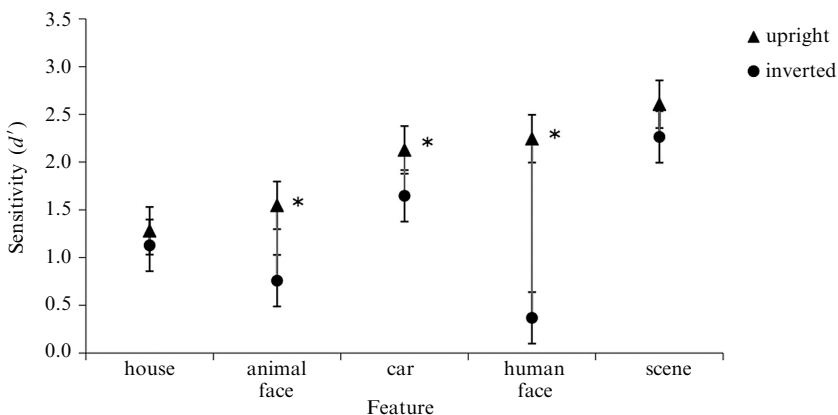 3.5
3.0
2.5
2.0
1.5
1.0
0.5
0.0
Sensitivity (d′)
upright
inverted
*
*
*
house
animal
face
car
human
face
scene
Feature